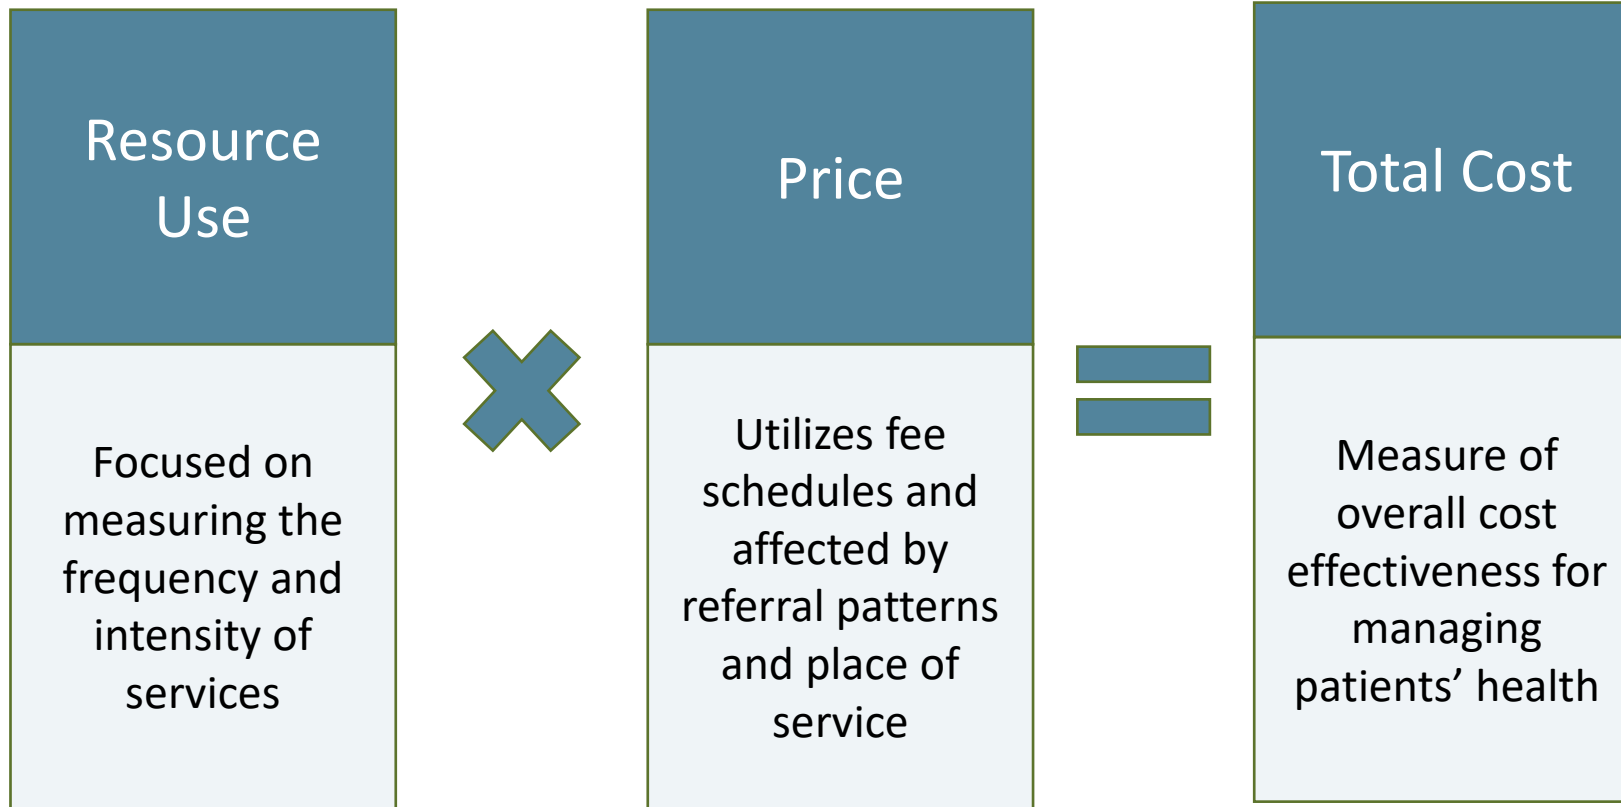 Resource
Use
Focused on
measuring the
frequency and
intensity of
services
Price
Utilizes fee
schedules and
affected by
referral patterns
and place of
service
Total Cost
Measure of
overall cost
effectiveness for
managing
patients’ health